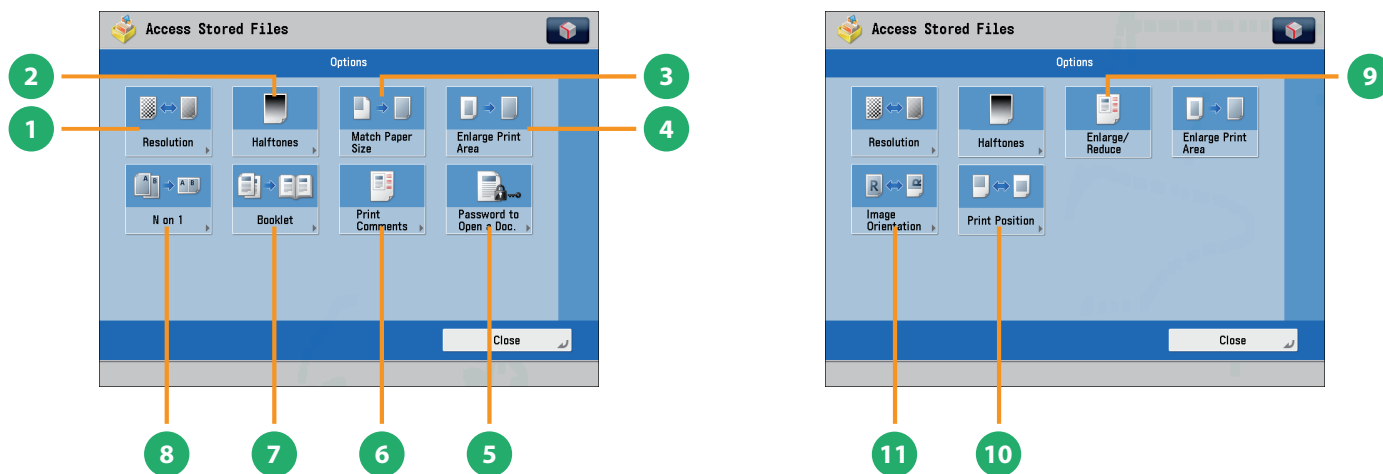 Access Stored Files
Options
2
3
1
4
Resolution
Halftones
Match Paper
Size
Enlarge Print
Area
A B
A B
N on 1
Booklet
Print
Comments
Password to
Open a Doc.
Close
8
7
6
5
Access Stored Files
Options
9
Resolution
Halftones
Enlarge/
Reduce
Enlarge Print
Area
R
R
Image
Orientation
Print Position
Close
11
10